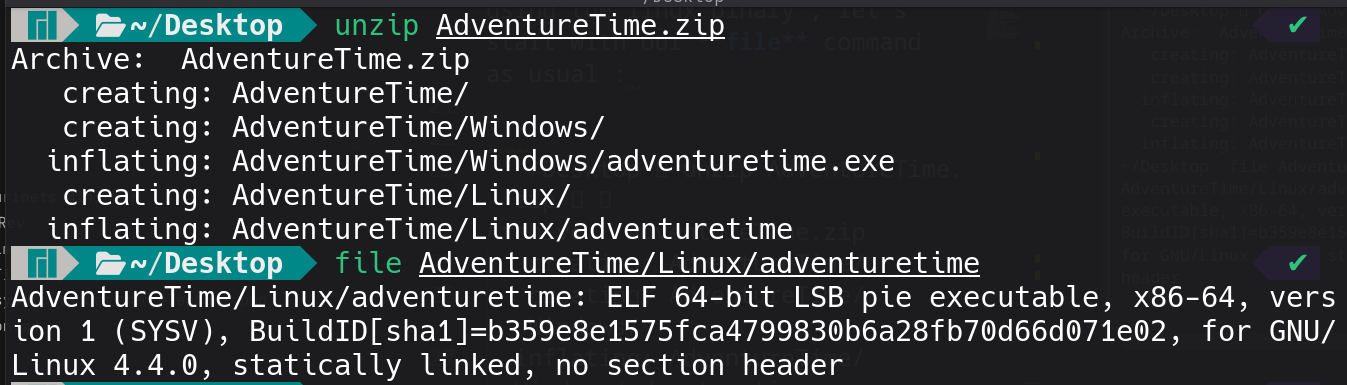 ~/Desktop unzip AdventureTime.zip ✔
Archive:  AdventureTime.zip
   creating: AdventureTime/
   creating: AdventureTime/Windows/
  inflating: AdventureTime/Windows/adventuretime.exe
   creating: AdventureTime/Linux/
  inflating: AdventureTime/Linux/adventuretime
~/Desktop file AdventureTime/Linux/adventuretime ✔
AdventureTime/Linux/adventuretime: ELF 64-bit LSB pie executable, x86-64, vers
ion 1 (SYSV), BuildID[sha1]=b359e8e1575fca4799830b6a28fb70d66d071e02, for GNU/
Linux 4.4.0, statically linked, no section header